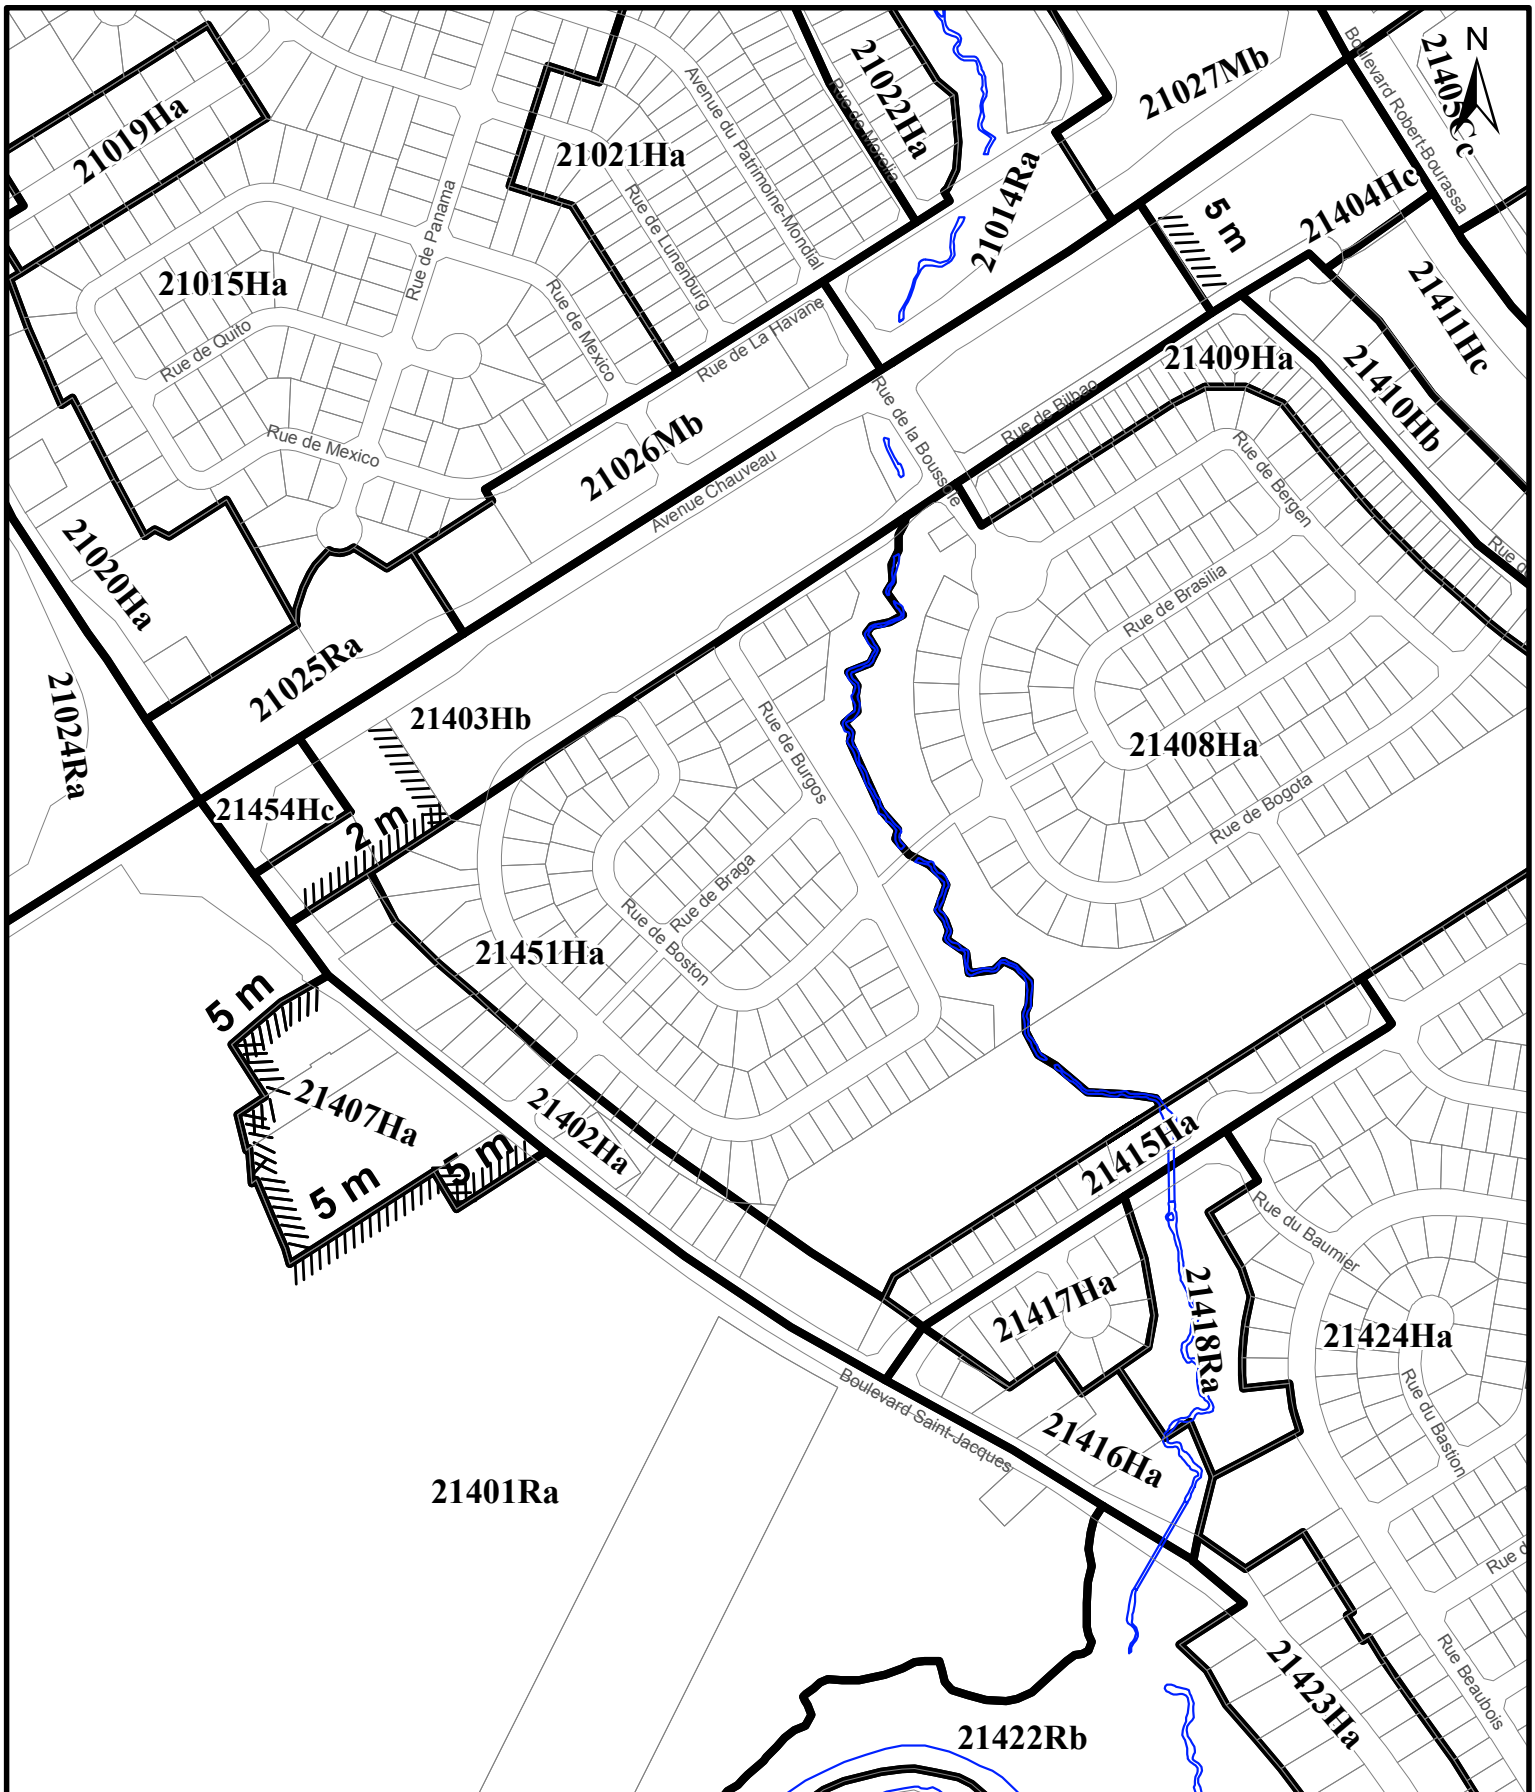 N
21405Cc
Boulevard Robert-Bourassa
21027Mb
21022Ha
Rue de Morelia
Avenue du Patrimoine-Mondial
21019Ha
21021Ha
21014Ra
21404Hc
5 m
Rue de Lunenburg
Rue de Panama
21015Ha
Rue de Mexico
Rue de Quito
Rue de La Havane
21411Hc
21409Ha
21410Hb
Rue de la Boussole
Rue de Bilbao
Rue de Mexico
21026Mb
Avenue Chauveau
Rue de Bergen
21020Ha
Rue de Brasilia
21025Ra
21024Ra
21403Hb
Rue de Burgos
21408Ha
Rue de Bogota
21454Hc
2 m
Rue de Braga
Rue de Boston
21451Ha
5 m
21407Ha
21402Ha
5 m
5 m
21415Ha
Rue du Baumier
21417Ha
21418Ra
21424Ha
Boulevard Saint-Jacques
Rue du Bastion
21416Ha
21401Ra
Rue Beaubois
21423Ha
21422Rb